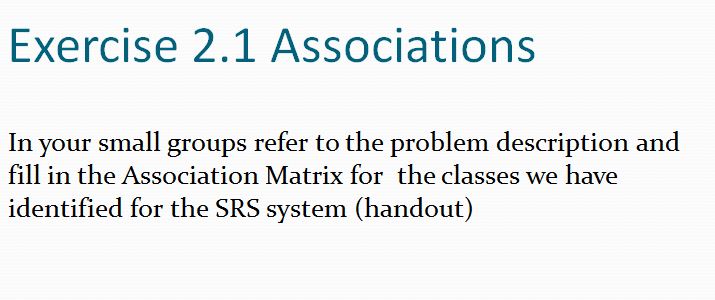 Exercise 2.1 Associations
In your small groups refer to the problem description and
fill in the Association Matrix for  the classes we have
identified for the SRS system (handout)